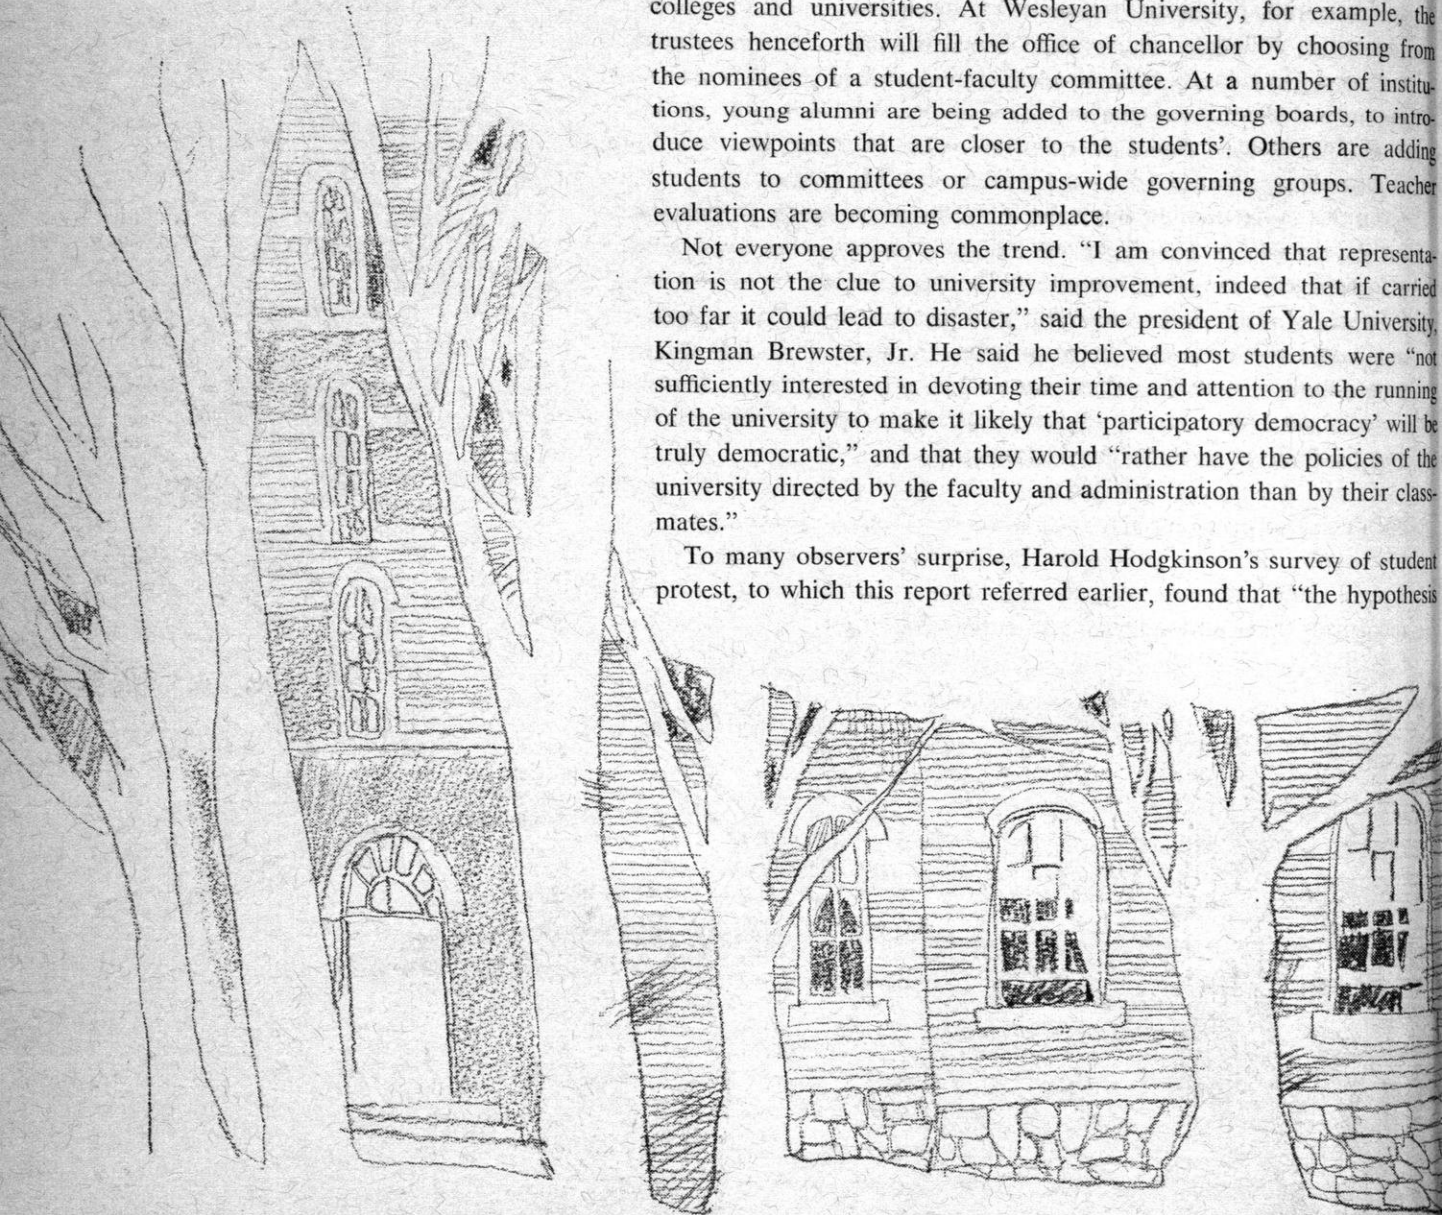 colleges and universities. At Wesleyan University, for example, the
trustees henceforth will fill the office of chancellor by choosing from
the nominees of a student-faculty committee. At a number of institu-
tions, young alumni are being added to the governing boards, to intro-
duce viewpoints that are closer to the students’. Others are adding
students to committees or campus-wide governing groups. Teacher
evaluations are becoming commonplace.
Not everyone approves the trend. “I am convinced that representa-
tion is not the clue to university improvement, indeed that if carried
too far it could lead to disaster,” said the president of Yale University,
Kingman Brewster, Jr. He said he believed most students were “not
sufficiently interested in devoting their time and attention to the running
of the university to make it likely that ‘participatory democracy’ will be
truly democratic,” and that they would “rather have the policies of the
university directed by the faculty and administration than by their class-
mates.”
To many observers’ surprise, Harold Hodgkinson’s survey of student
protest, to which this report referred earlier, found that “the hypothesis